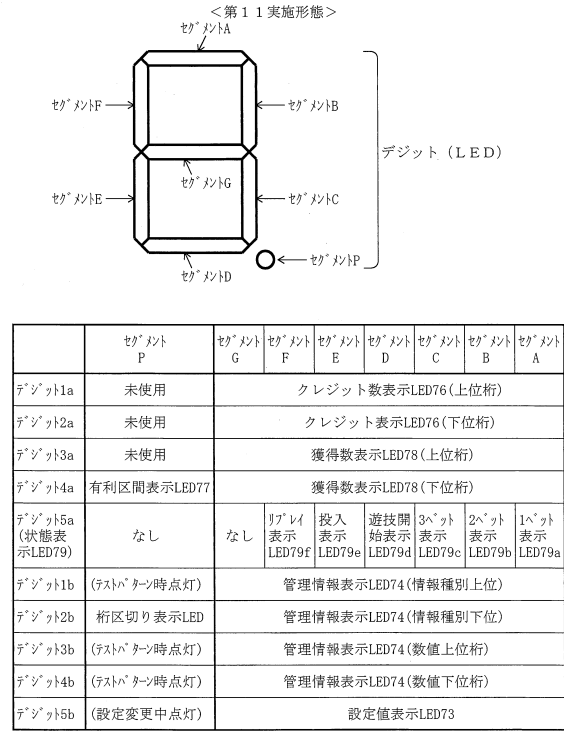 ＜第１１実施形態＞
ｾｸﾞﾒﾝﾄA
ｾｸﾞﾒﾝﾄF
ｾｸﾞﾒﾝﾄB
デジット（ＬＥＤ）
ｾｸﾞﾒﾝﾄG
ｾｸﾞﾒﾝﾄE
ｾｸﾞﾒﾝﾄC
ｾｸﾞﾒﾝﾄP
ｾｸﾞﾒﾝﾄD
ｾｸﾞﾒﾝﾄ ｾｸﾞﾒﾝﾄ ｾｸﾞﾒﾝﾄ ｾｸﾞﾒﾝﾄ ｾｸﾞﾒﾝﾄ ｾｸﾞﾒﾝﾄ ｾｸﾞﾒﾝﾄ ｾｸﾞﾒﾝﾄ
P G F E D C B A
ﾃﾞｼﾞｯﾄ1a 未使用 クレジット数表示LED76(上位桁)
ﾃﾞｼﾞｯﾄ2a 未使用 クレジット表示LED76(下位桁)
ﾃﾞｼﾞｯﾄ3a 未使用 獲得数表示LED78(上位桁)
ﾃﾞｼﾞｯﾄ4a 有利区間表示LED77 獲得数表示LED78(下位桁)
ﾃﾞｼﾞｯﾄ5a ﾘﾌﾟﾚｲ 投入 遊技開 3ﾍﾞｯﾄ 2ﾍﾞｯﾄ 1ﾍﾞｯﾄ
(状態表 なし なし 表示 表示 始表示 表示 表示 表示
示LED79) LED79f LED79e LED79d LED79c LED79b LED79a
ﾃﾞｼﾞｯﾄ1b (ﾃｽﾄﾊﾟﾀｰﾝ時点灯) 管理情報表示LED74(情報種別上位)
ﾃﾞｼﾞｯﾄ2b 桁区切り表示LED 管理情報表示LED74(情報種別下位)
ﾃﾞｼﾞｯﾄ3b (ﾃｽﾄﾊﾟﾀｰﾝ時点灯) 管理情報表示LED74(数値上位桁)
ﾃﾞｼﾞｯﾄ4b (ﾃｽﾄﾊﾟﾀｰﾝ時点灯) 管理情報表示LED74(数値下位桁)
ﾃﾞｼﾞｯﾄ5b (設定変更中点灯) 設定値表示LED73